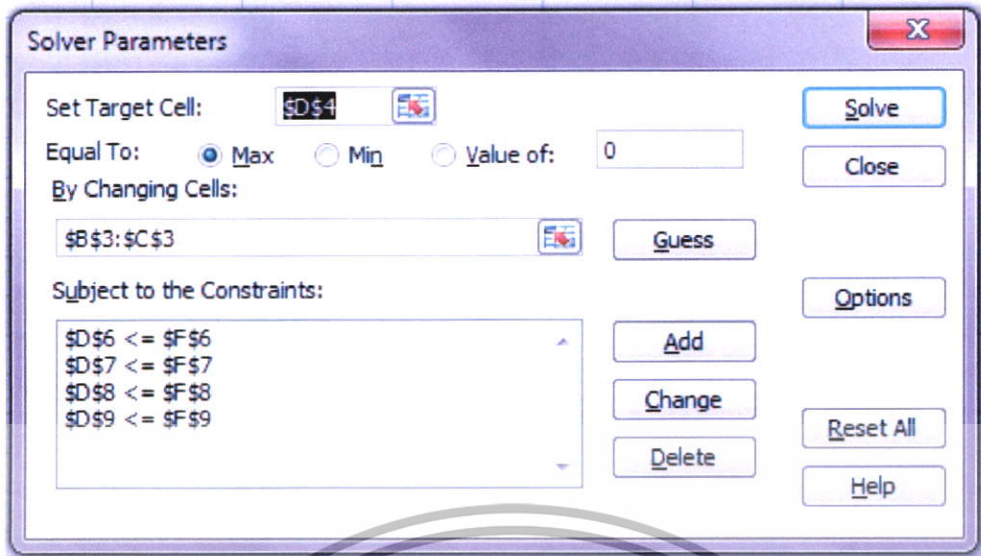 Solver Parameters
Set Target Cell: $D$4 Solve
Equal To: Max Min Value of: 0 Close
By Changing Cells:
$B$3:$C$3 Guess
Subject to the Constraints: Options
$D$6 <= $F$6 Add
$D$7 <= $F$7
$D$8 <= $F$8 Change
$D$9 <= $F$9 Reset All
Delete
Help